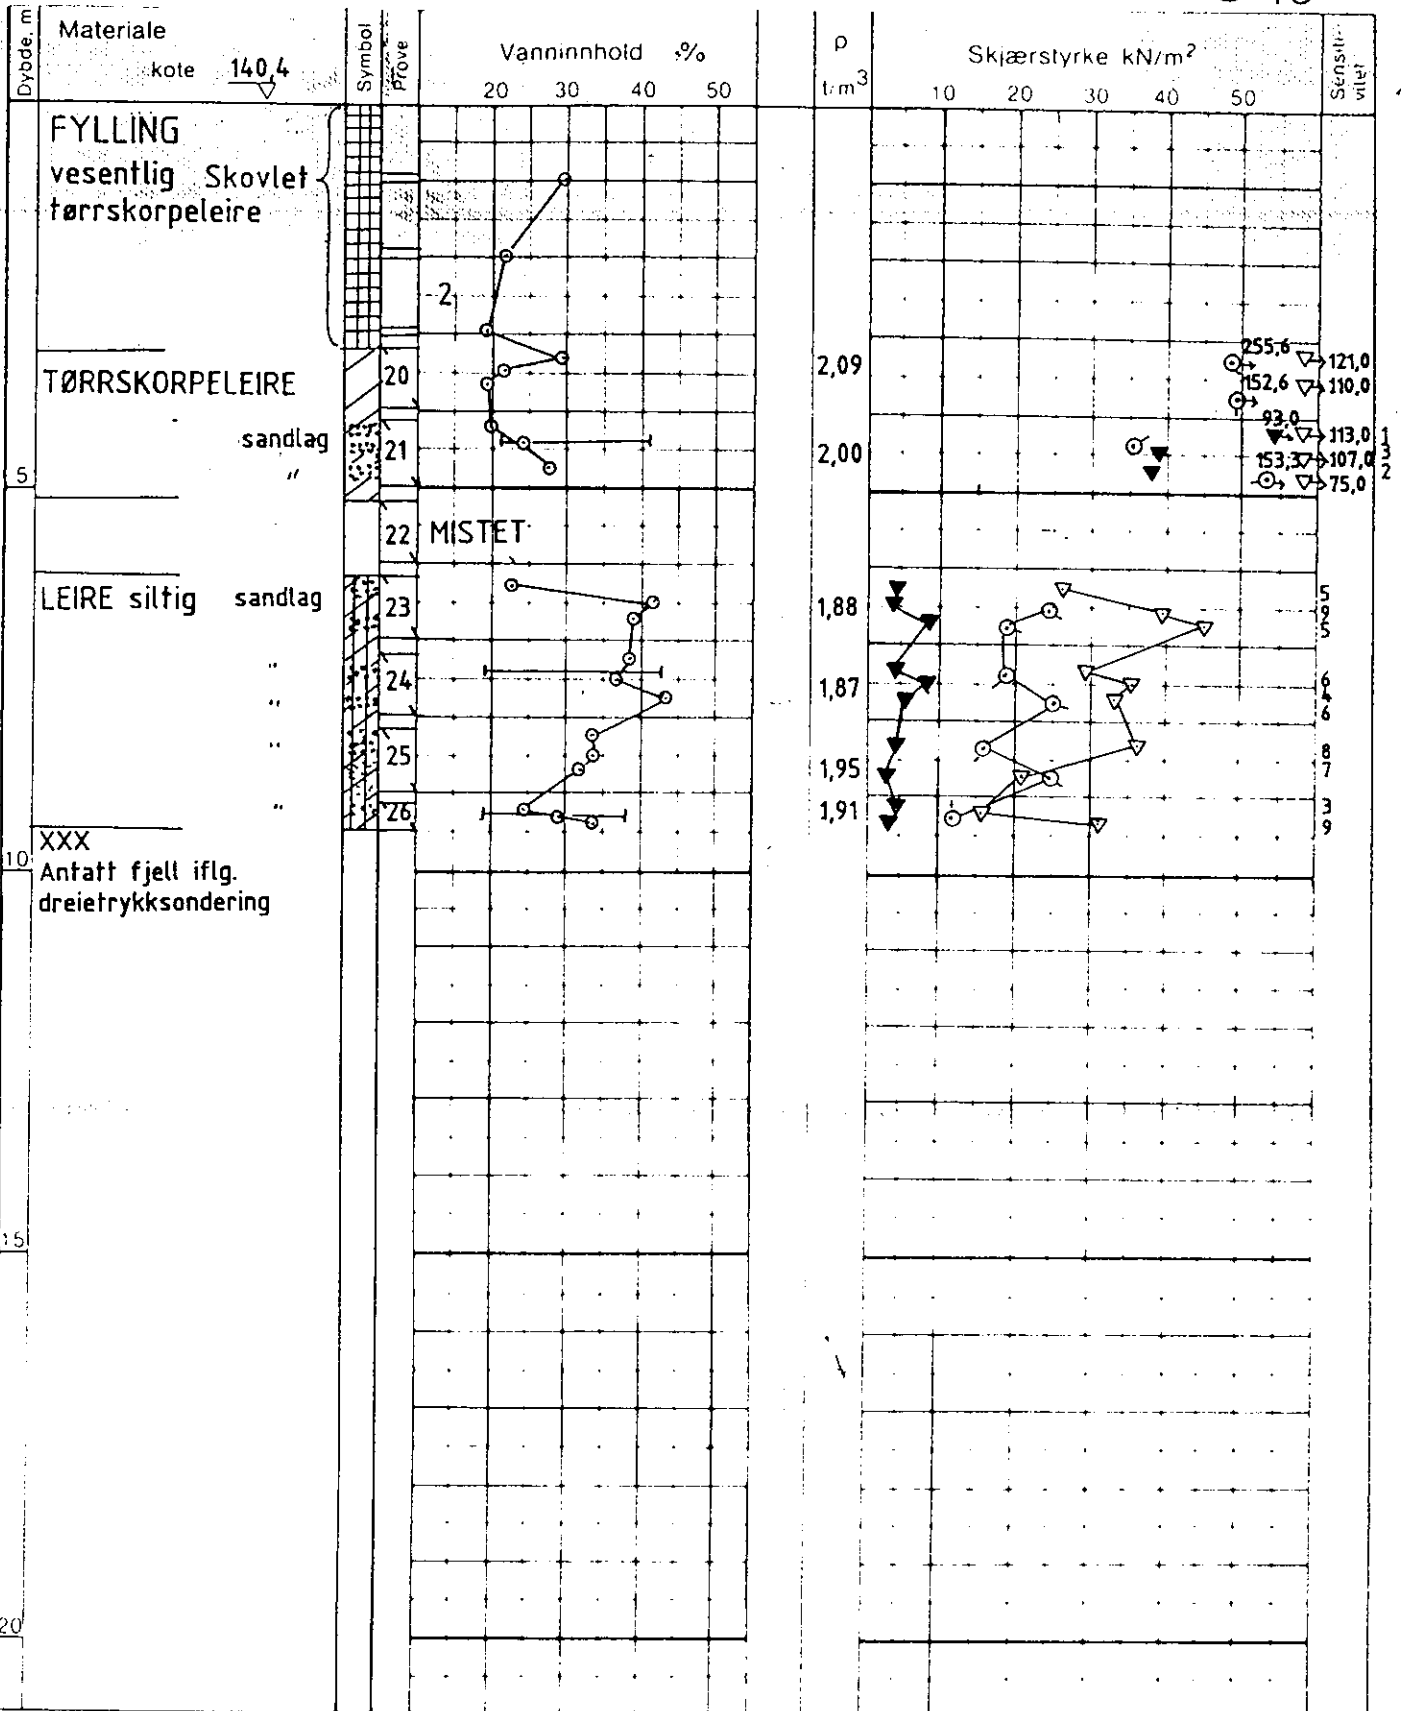 Dybde, m
Materiale
kote 140,4
Symbol
Prøve
Vanninnhold %
20 30 40 50
ρ
t/m³
Skjærstyrke kN/m²
10 20 30 40 50
Sensitivitet
FYLLING
vesentlig Skovlet
tørrskorpeleire
2
TØRRSKORPELEIRE
20
2,09
255,6
121,0
152,6
110,0
sandlag
21
2,00
93,0
113,0 1
3
"
153,3
107,0
2
75,0
5
22
MISTET
LEIRE siltig sandlag
23
1,88
5
9
5
"
24
1,87
6
4
6
"
"
25
1,95
8
7
"
26
1,91
3
9
XXX
10
Antatt fjell iflg.
dreietrykksondering
15
20